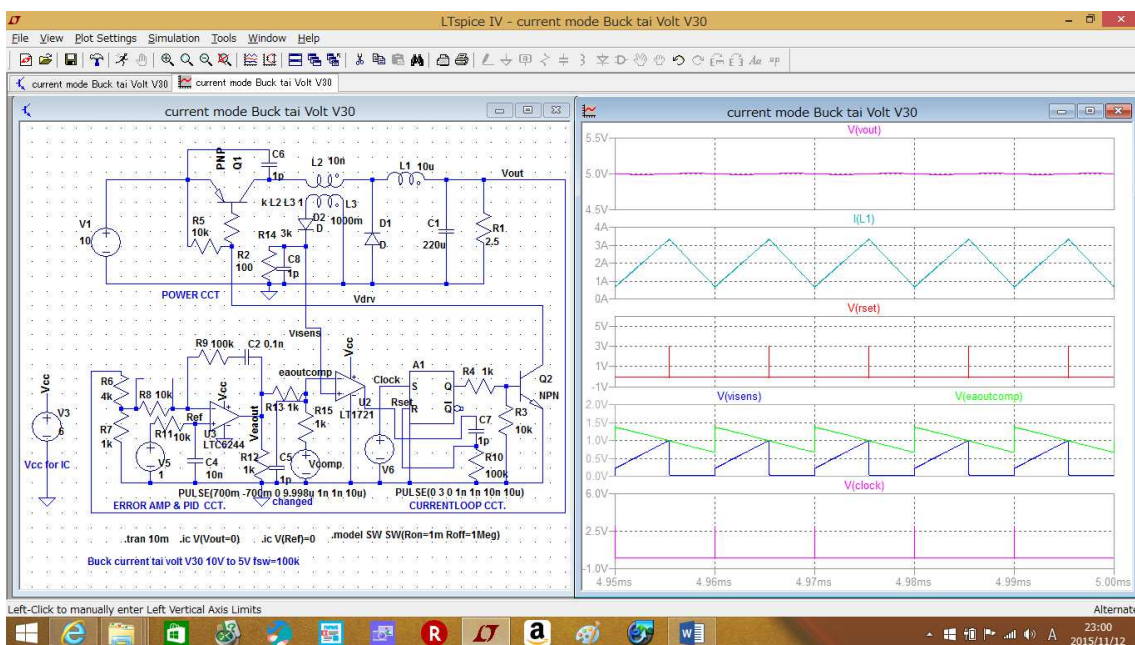 LTspice IV - current mode Buck tai Volt V30
File View Plot Settings Simulation Tools Window Help
current mode Buck tai Volt V30
current mode Buck tai Volt V30
current mode Buck tai Volt V30
PNP
Q1
C6
1p
L2 10n
L1 10u
Vout
k L2 L3 1
L3
1000m
D2
D
D1
D
C1
220u
R1
2.5
V1
10
R5
10k
R2
100
R14 3k
C8
1p
POWER CCT
Vdrv
Visens
R9 100k
C2 0.1n
Vcc
eaoutcomp
Clock
A1
R4 1k
Q2
NPN
S
Q
R
Q
Rset
R6
4k
R8 10k
Ref
Vcc
U3
LTC6244
Veaout
R13 1k
R15
1k
U2
LT1721
C7
1p
R3
10k
Vcc
V3
6
Vcc for IC
R7
1k
R11 10k
V5
1
C4
10n
R12
1k
C5
1p
Vcomp
V6
R10
100k
PULSE(700m -700m 0 9.998u 1n 1n 10u)
PULSE(0 3 0 1n 1n 10n 10u)
ERROR AMP & PID CCT.
changed
CURRENTLOOP CCT.
.tran 10m .ic V(Vout=0) .ic V(Ref)=0 .model SW SW(Ron=1m Roff=1Meg)
Buck current tai volt V30 10V to 5V fsw=100k
current mode Buck tai Volt V30
V(vout)
5.5V
5.0V
4.5V
I(L1)
4A
3A
2A
1A
0A
V(rset)
5V
3V
1V
-1V
V(visens) V(eaoutcomp)
2.0V
1.5V
1.0V
0.5V
0.0V
V(clock)
6.0V
2.5V
-1.0V
4.95ms 4.96ms 4.97ms 4.98ms 4.99ms 5.00ms
Left-Click to manually enter Left Vertical Axis Limits
Alternate
A
23:00
2015/11/12